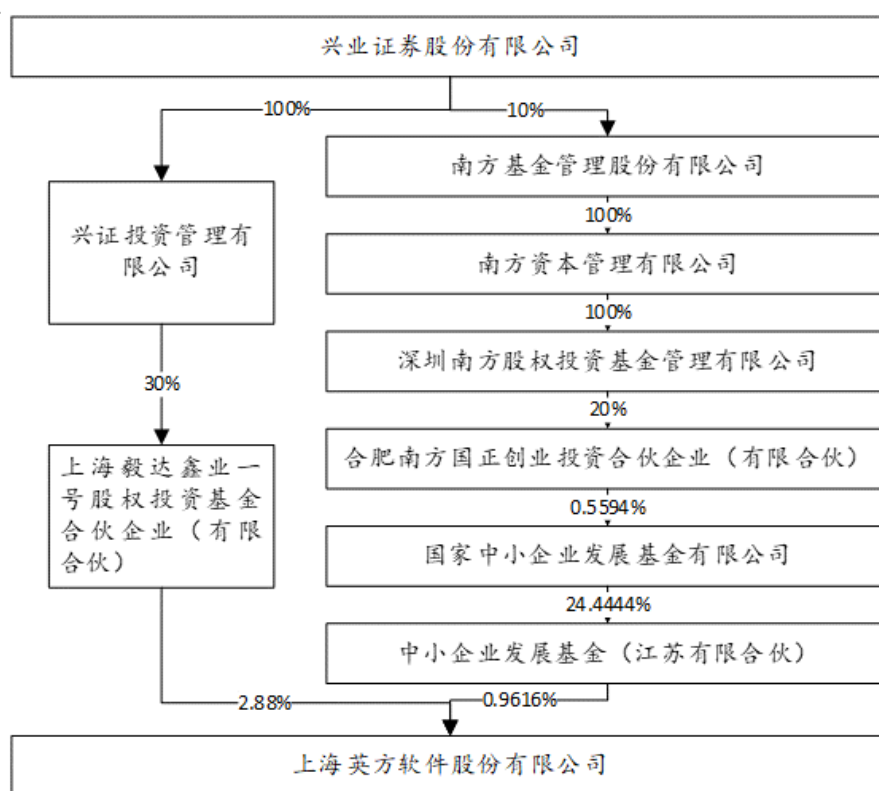 兴业证券股份有限公司
100%
10%
南方基金管理股份有限公司
100%
兴证投资管理有
限公司
南方资本管理有限公司
100%
深圳南方股权投资基金管理有限公司
30%
20%
上海毅达鑫业一
号股权投资基金
合伙企业（有限
合伙）
合肥南方国正创业投资合伙企业（有限合伙）
0.5594%
国家中小企业发展基金有限公司
24.4444%
中小企业发展基金（江苏有限合伙）
2.88%
0.9616%
上海英方软件股份有限公司